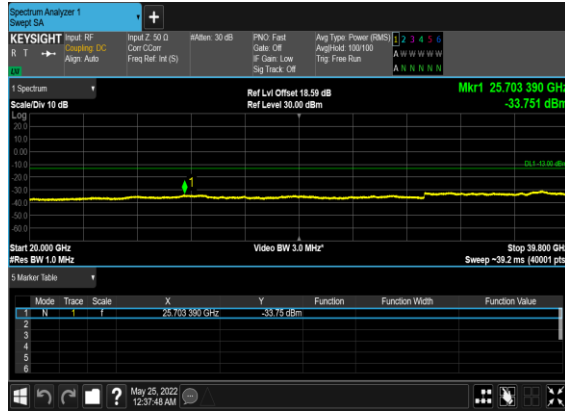 Spectrum Analyzer 1
Swept SA
+
KEYSIGHT Input: RF Input Z: 50 Ω #Atten: 30 dB PNO: Fast Avg Type: Power (RMS) 1 2 3 4 5 6
R T Coupling: DC Corr CCorr Gate: Off Avg|Hold: 100/100 A W W W W W
Align: Auto Freq Ref: Int (S) IF Gain: Low Trig: Free Run
Sig Track: Off A N N N N N
1 Spectrum Ref Lvl Offset 18.59 dB Mkr1 25.703 390 GHz
Scale/Div 10 dB Ref Level 30.00 dBm -33.751 dBm
Log
20.0
10.0
0.00
-10.0
DL1 -13.00 dBm
-20.0
1
-30.0
-40.0
-50.0
-60.0
Start 20.000 GHz Video BW 3.0 MHz* Stop 39.800 GHz
#Res BW 1.0 MHz Sweep ~39.2 ms (40001 pts)
5 Marker Table
Mode Trace Scale X Y Function Function Width Function Value
1 N 1 f 25.703 390 GHz -33.75 dBm
2
3
4
5
6
? May 25, 2022
12:37:48 AM